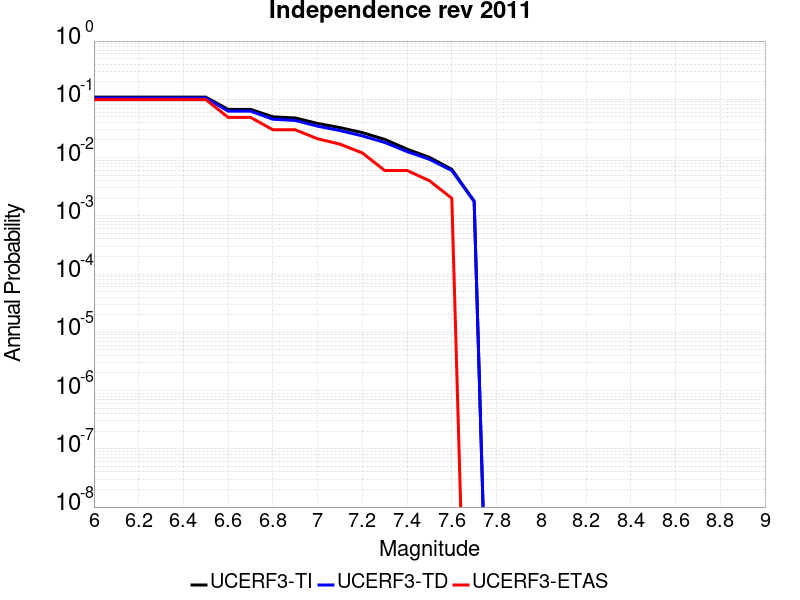 Independence rev 2011
10^0
10^-1
10^-2
10^-3
10^-4
10^-5
10^-6
10^-7
10^-8
Annual Probability
6 6.2 6.4 6.6 6.8 7 7.2 7.4 7.6 7.8 8 8.2 8.4 8.6 8.8 9
Magnitude
UCERF3-TI UCERF3-TD UCERF3-ETAS